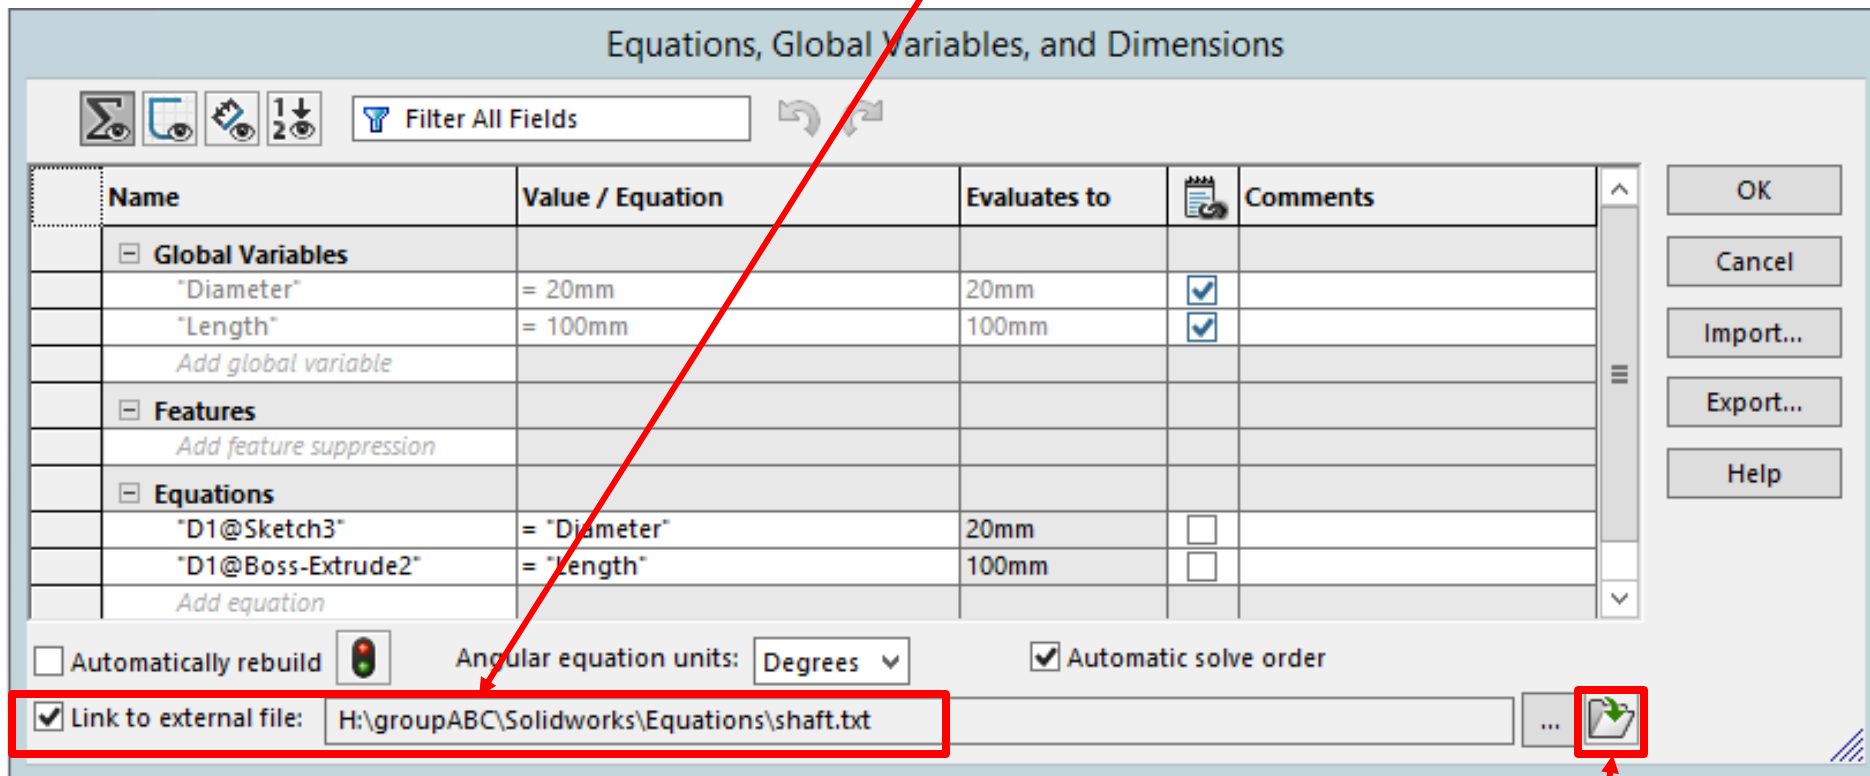 Equations, Global Variables, and Dimensions
Filter All Fields
Name Value / Equation Evaluates to Comments
OK
Global Variables
Cancel
"Diameter" = 20mm 20mm
"Length" = 100mm 100mm
Import...
Add global variable
Features
Export...
Add feature suppression
Help
Equations
"D1@Sketch3" = "Diameter" 20mm
"D1@Boss-Extrude2" = "Length" 100mm
Add equation
Automatically rebuild Angular equation units: Degrees Automatic solve order
Link to external file: H:\groupABC\Solidworks\Equations\shaft.txt ...